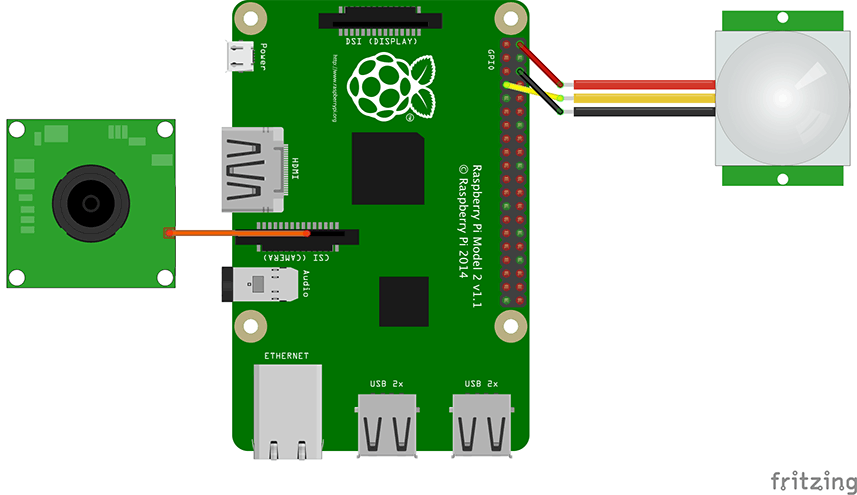 DSI (DISPLAY)
Power
GPIO
http://www.raspberrypi.org
®
HDMI
Raspberry Pi Model 2 v1.1
© Raspberry Pi 2014
CSI (CAMERA)
Audio
ETHERNET
USB 2x
USB 2x
fritzing